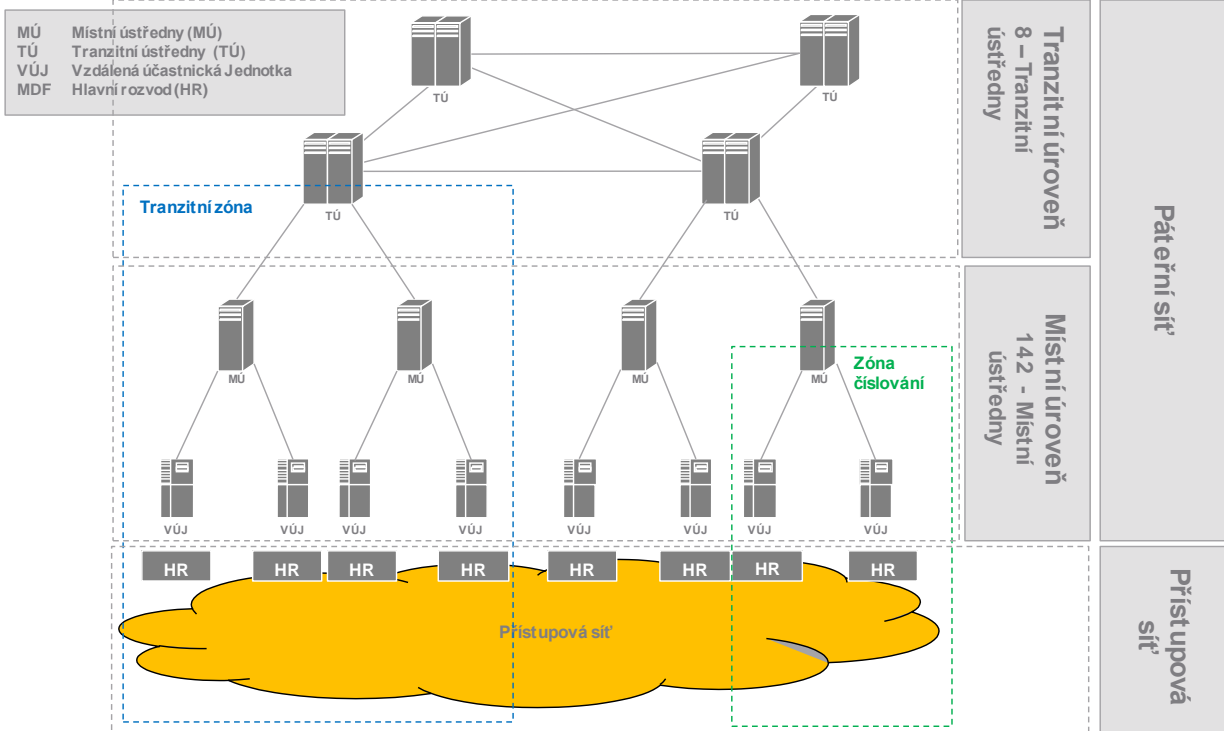 MÚ Místní ústředny (MÚ)
TÚ Tranzitní ústředny (TÚ)
VÚJ Vzdálená účastnická Jednotka
MDF Hlavní rozvod (HR)
TÚ
TÚ
TÚ
TÚ
Tranzitní úroveň
8 – Tranzitní
ústředny
Páteřní síť
Tranzitní zóna
MÚ
MÚ
MÚ
MÚ
Zóna
číslování
Místní úroveň
142 - Místní
ústředny
VÚJ
VÚJ
VÚJ
VÚJ
VÚJ
VÚJ
VÚJ
VÚJ
HR
HR
HR
HR
HR
HR
HR
HR
Přístupová síť
Přístupová
síť